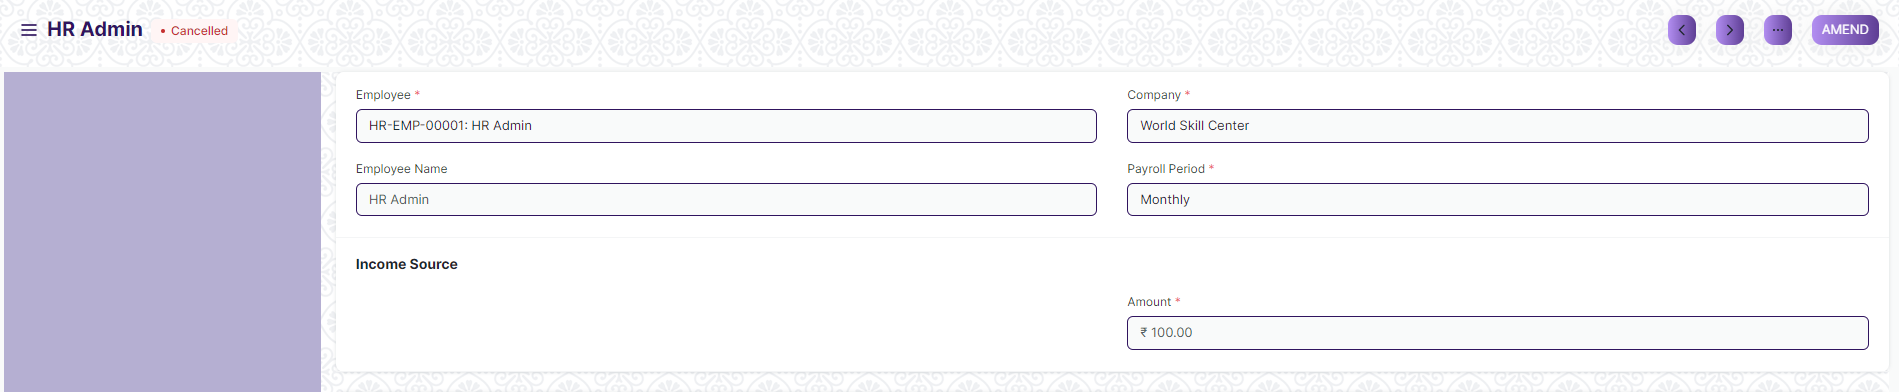 HR Admin
• Cancelled
AMEND
Employee *
HR-EMP-00001: HR Admin
Company *
World Skill Center
Employee Name
HR Admin
Payroll Period *
Monthly
Income Source
Amount *
₹ 100.00